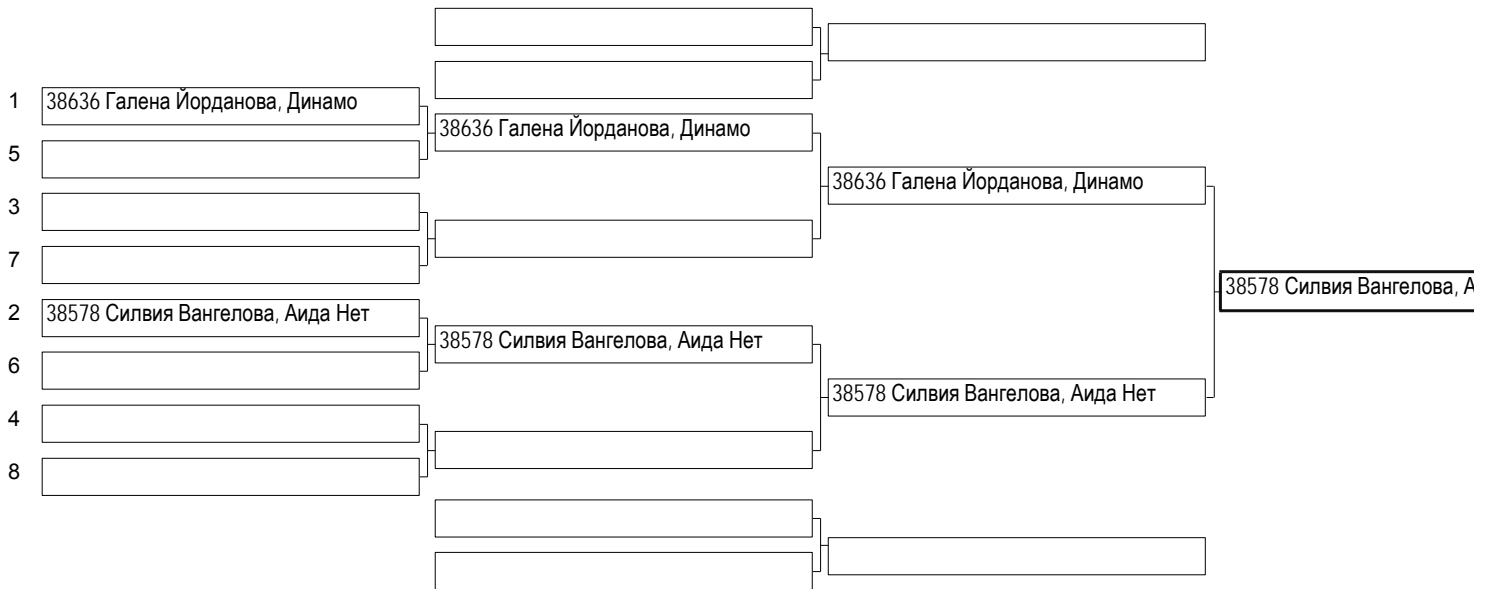 1 38636 Галена Йорданова, Динамо
5
3
7
2 38578 Силвия Вангелова, Аида Нет
6
4
8
38636 Галена Йорданова, Динамо
38578 Силвия Вангелова, Аида Нет
38636 Галена Йорданова, Динамо
38578 Силвия Вангелова, Аида Нет
38578 Силвия Вангелова, А